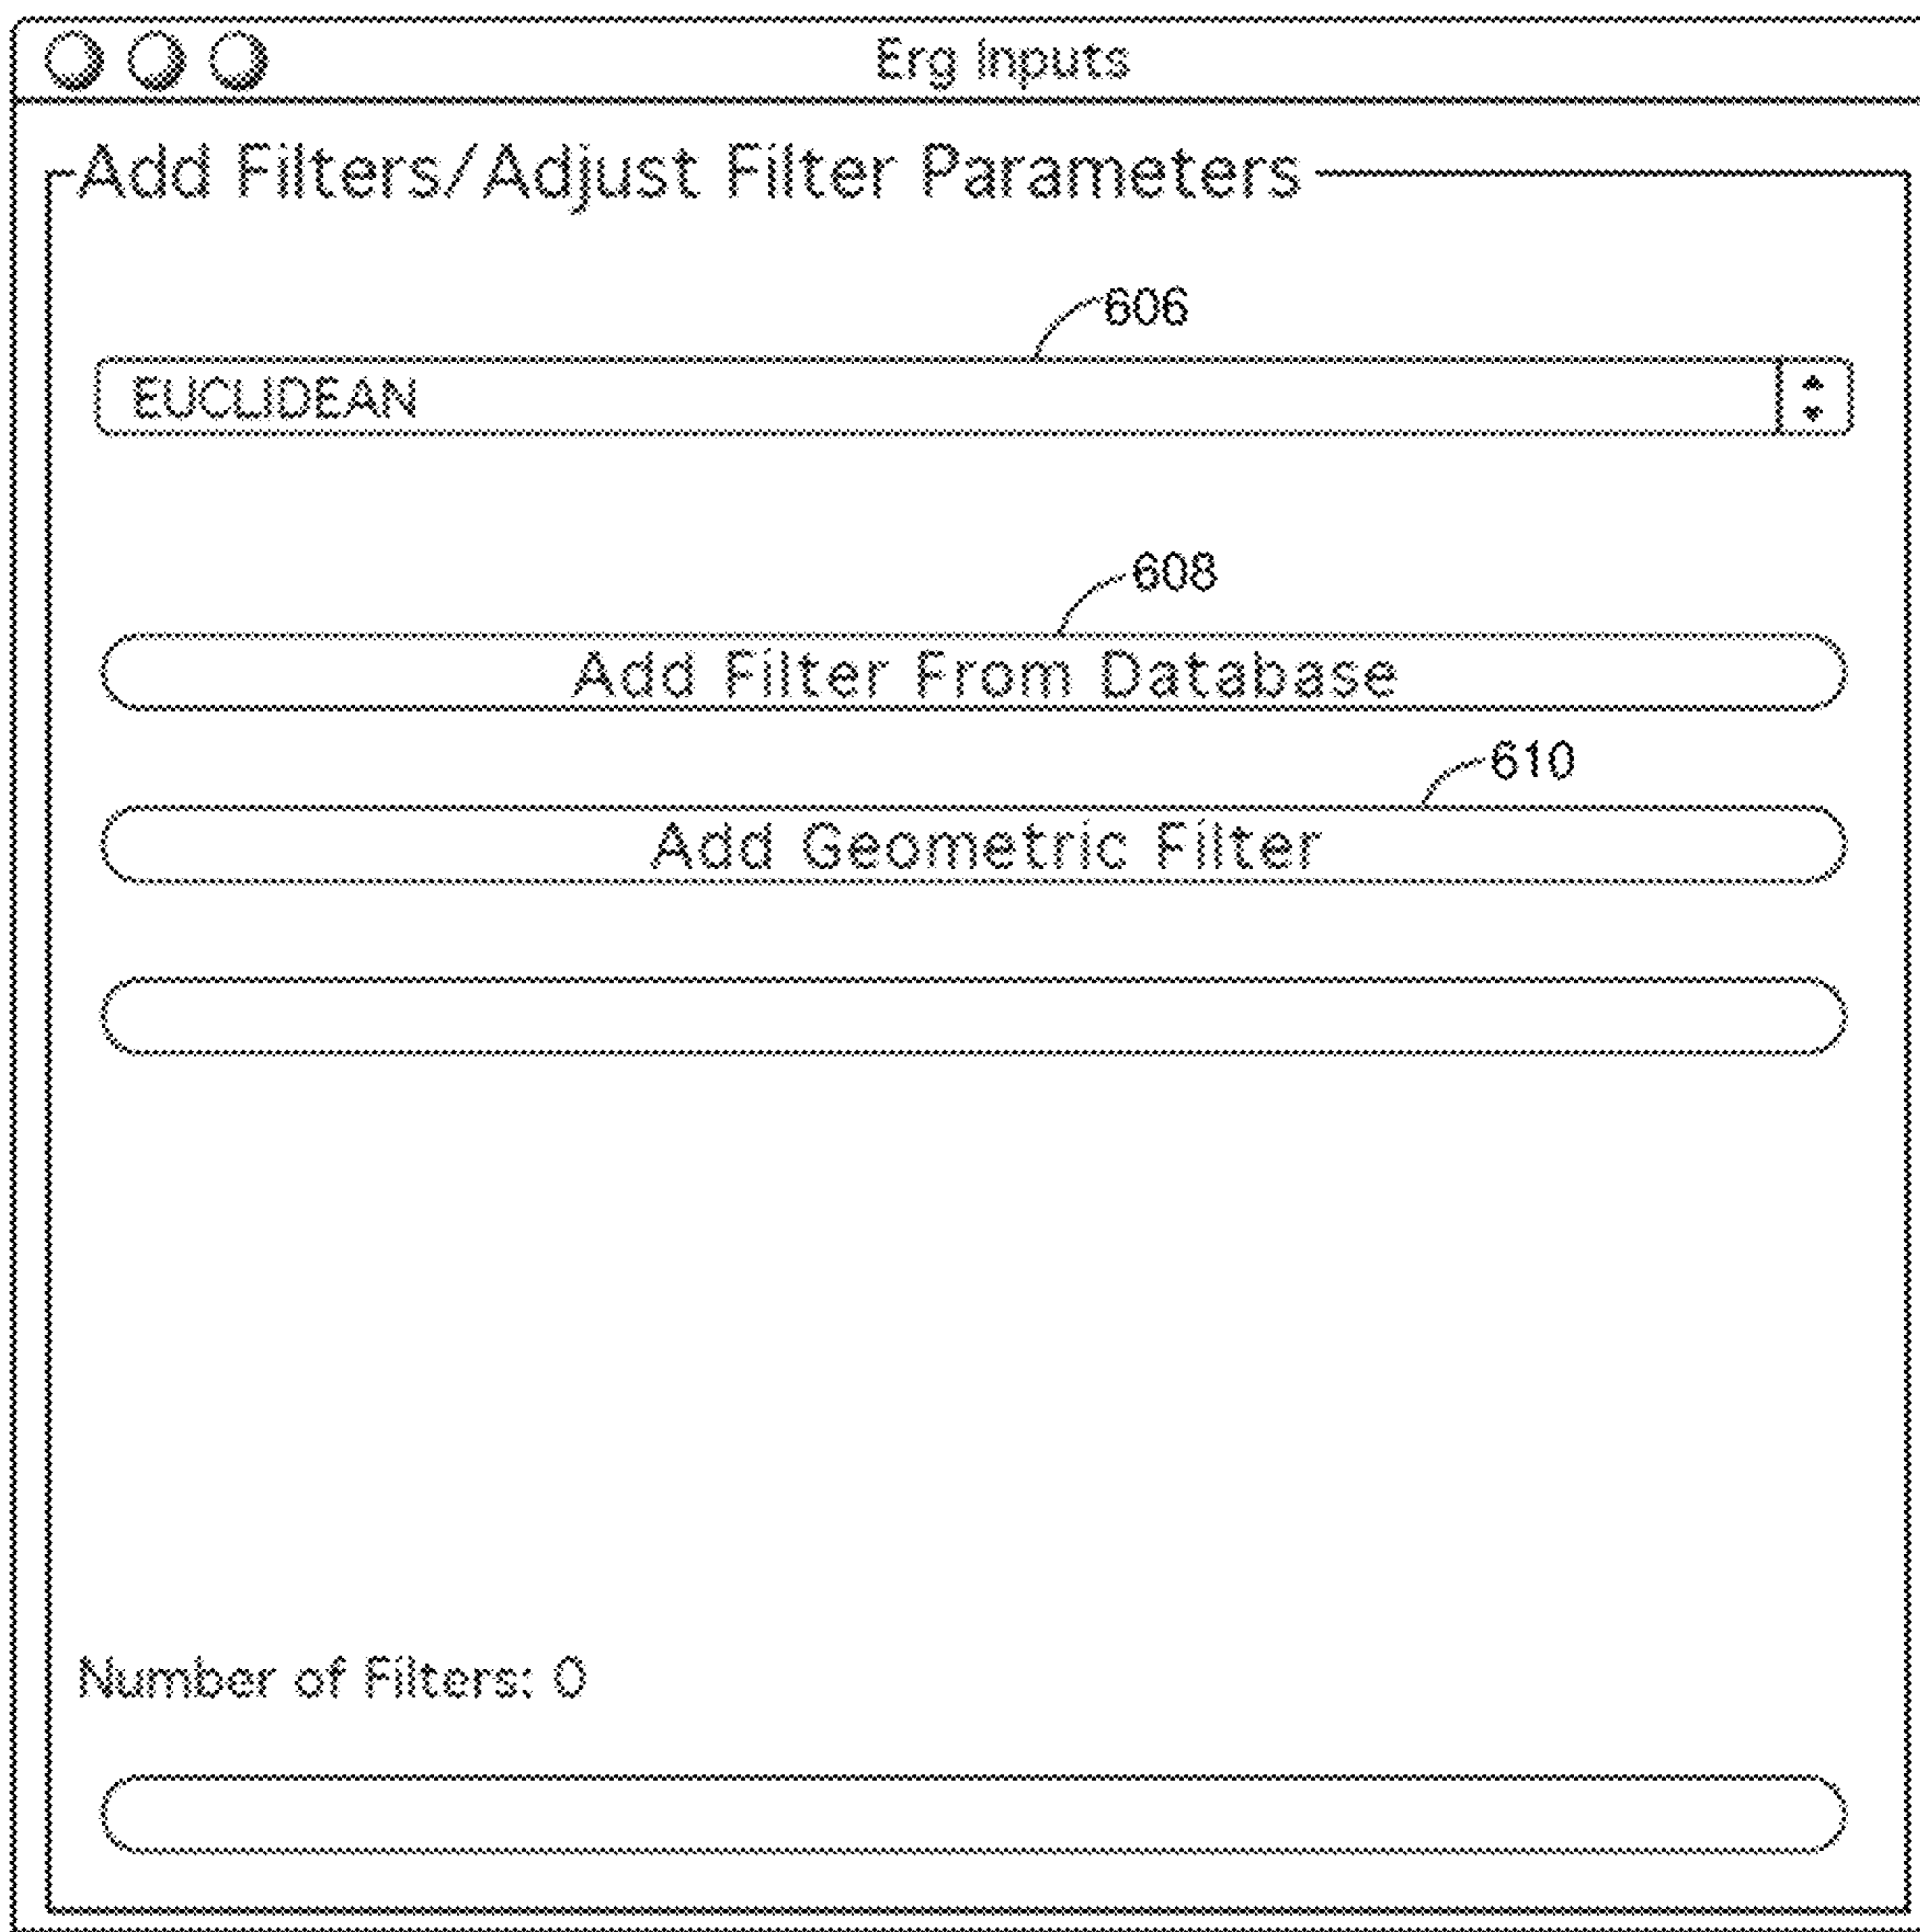 Erg Inputs
Add Filters/Adjust Filter Parameters
606
EUCLIDEAN
608
Add Filter From Database
610
Add Geometric Filter
Number of Filters: 0